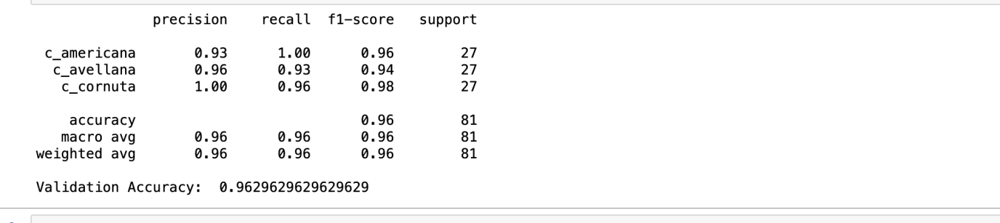 precision recall f1-score support
c_americana 0.93 1.00 0.96 27
c_avellana 0.96 0.93 0.94 27
c_cornuta 1.00 0.96 0.98 27
accuracy 0.96 81
macro avg 0.96 0.96 0.96 81
weighted avg 0.96 0.96 0.96 81
Validation Accuracy: 0.9629629629629629